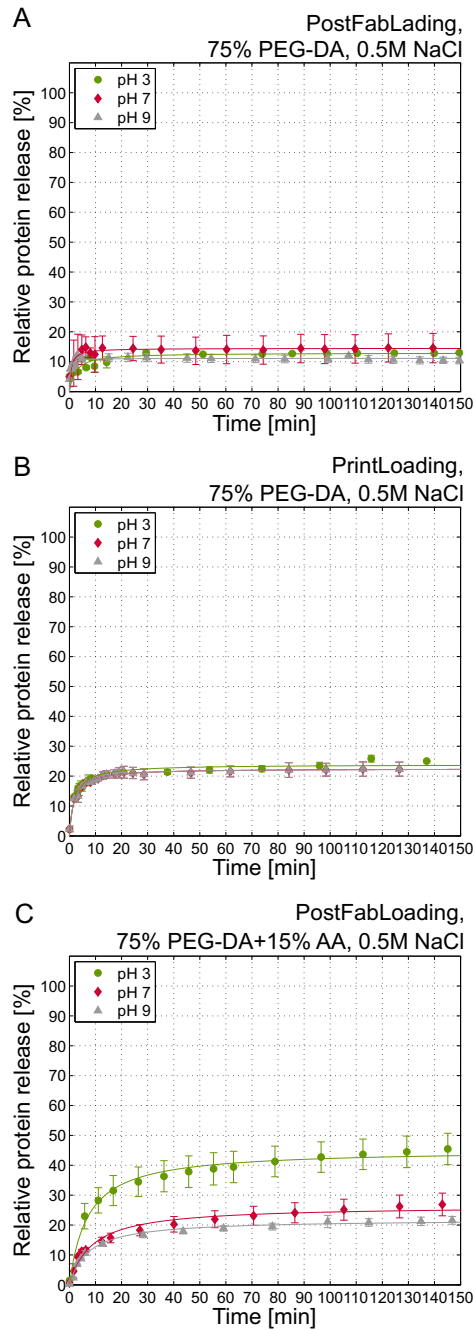 A
PostFabLading,
75% PEG-DA, 0.5M NaCl
Relative protein release [%]
110
100
90
80
70
60
50
40
30
20
10
0
pH 3
pH 7
pH 9
0 10 20 30 40 50 60 70 80 90 100 110 120 130 140 150
Time [min]
B
PrintLoading,
75% PEG-DA, 0.5M NaCl
Relative protein release [%]
110
100
90
80
70
60
50
40
30
20
10
0
pH 3
pH 7
pH 9
0 10 20 30 40 50 60 70 80 90 100 110 120 130 140 150
Time [min]
C
PostFabLoading,
75% PEG-DA+15% AA, 0.5M NaCl
Relative protein release [%]
110
100
90
80
70
60
50
40
30
20
10
0
pH 3
pH 7
pH 9
0 10 20 30 40 50 60 70 80 90 100 110 120 130 140 150
Time [min]